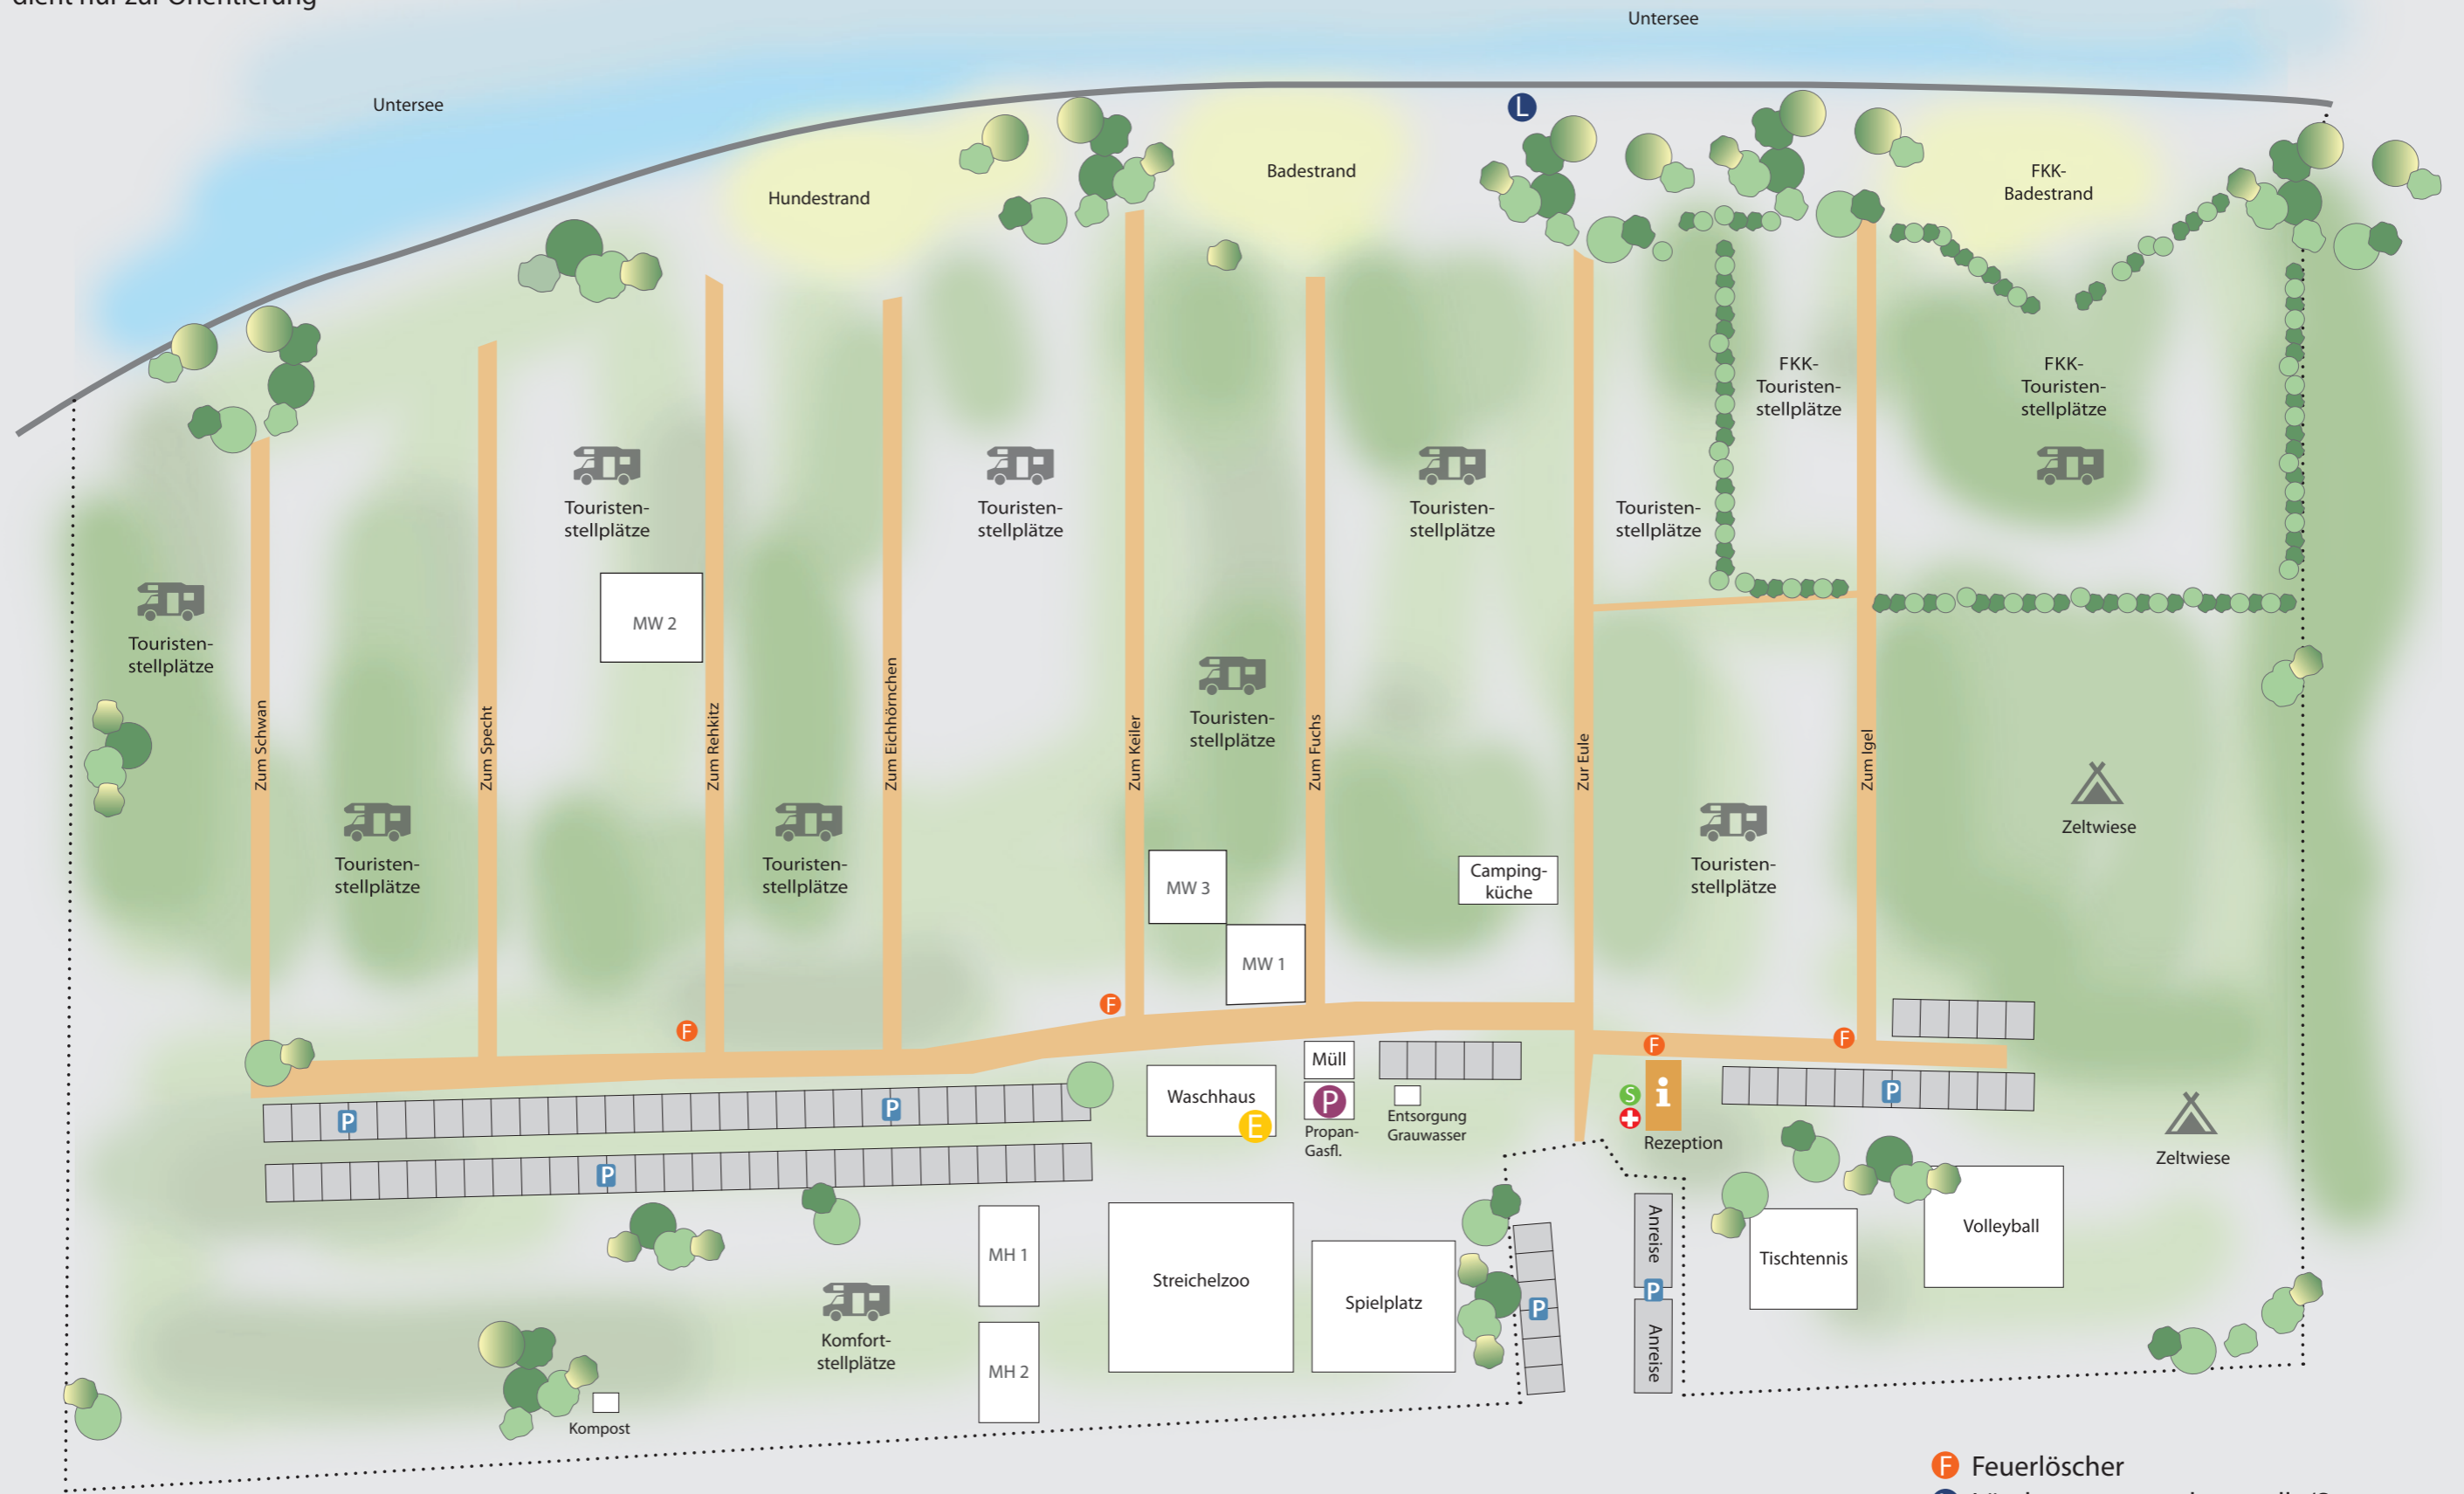 dient nur zur Orientierung
Untersee
Untersee
L
Hundestrand
Badestrand
FKK-
Badestrand
FKK-
Touristen-
stellplätze
FKK-
Touristen-
stellplätze
Touristen-
stellplätze
Touristen-
stellplätze
Touristen-
stellplätze
Touristen-
stellplätze
Touristen-
stellplätze
MW 2
Touristen-
stellplätze
Zum Schwan
Zum Specht
Zum Rehkitz
Zum Eichhörnchen
Zum Keiler
Zum Fuchs
Zur Eule
Zum Igel
Zeltwiese
Touristen-
stellplätze
Touristen-
stellplätze
Touristen-
stellplätze
MW 3
Camping-
küche
MW 1
F
F
F
F
Müll
Waschhaus
E
P
Propan-
Gasfl.
Entsorgung
Grauwasser
S
i
Rezeption
P
P
P
P
Zeltwiese
MH 1
Streichelzoo
Spielplatz
P
Anreise
P
Anreise
Tischtennis
Volleyball
Komfort-
stellplätze
MH 2
Kompost
F Feuerlöscher